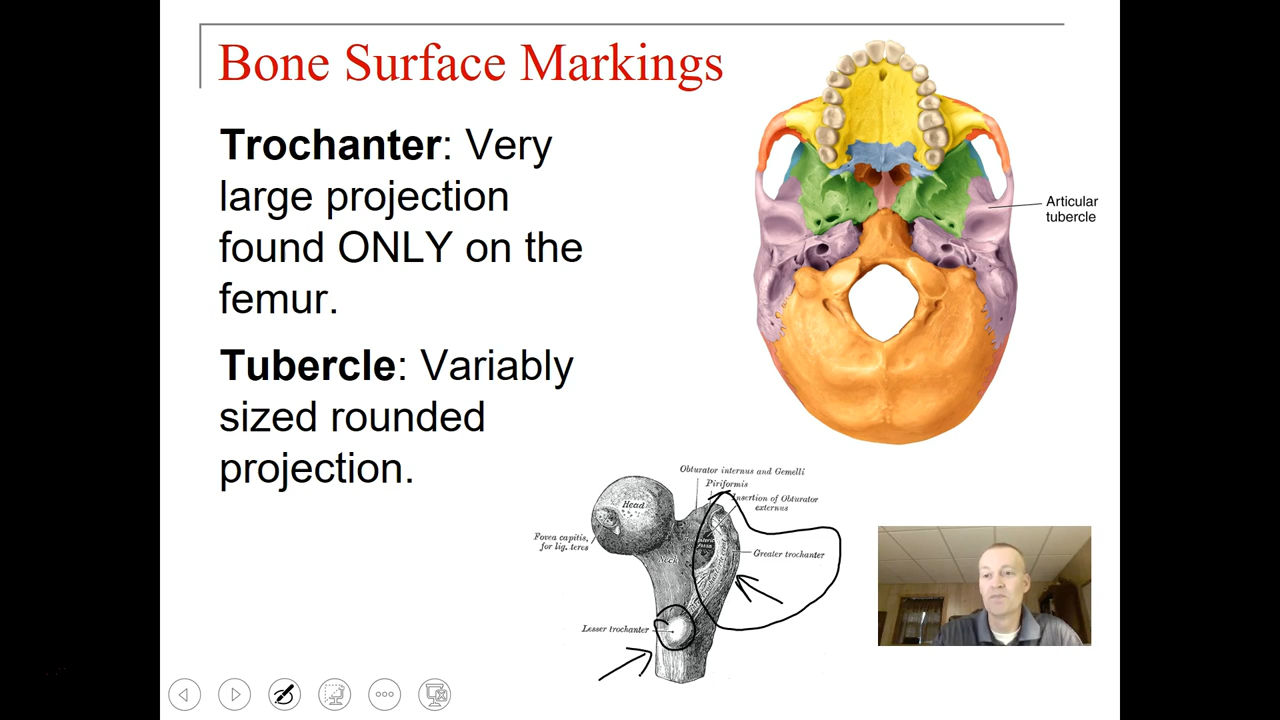 Bone Surface Markings
Trochanter: Very
large projection
found ONLY on the
femur.
Tubercle: Variably
sized rounded
projection.
Articular
tubercle
Obturator internus and Gemelli
Piriformis
Insertion of Obturator
externus
Head
Fovea capitis,
for lig. teres
Neck
Greater trochanter
Lesser trochanter